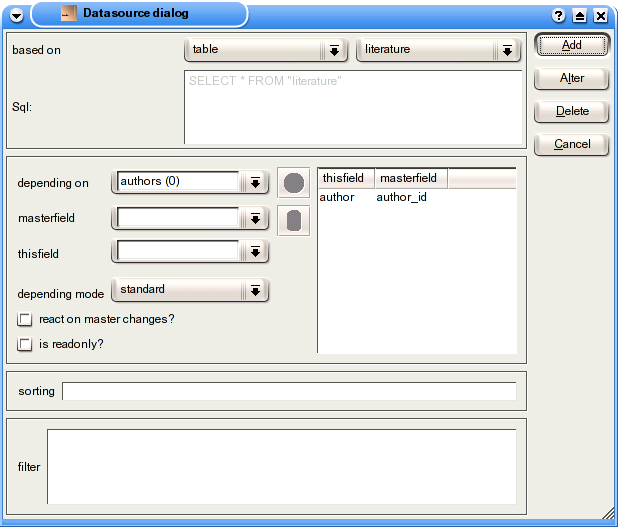 Datasource dialog
?
based on table literature
Add
Sql: SELECT * FROM "literature"
Alter
Delete
Cancel
depending on authors (0)
thisfield masterfield
author author_id
masterfield
thisfield
depending mode standard
react on master changes?
is readonly?
sorting
filter